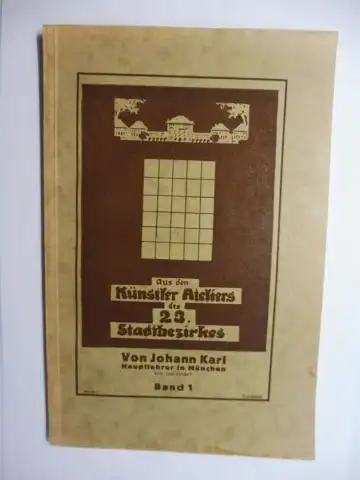 Aus den
Künstler Ateliers
des
23.
Stadtbezirkes
Von Johann Karl
Hauptlehrer in München
Band 1